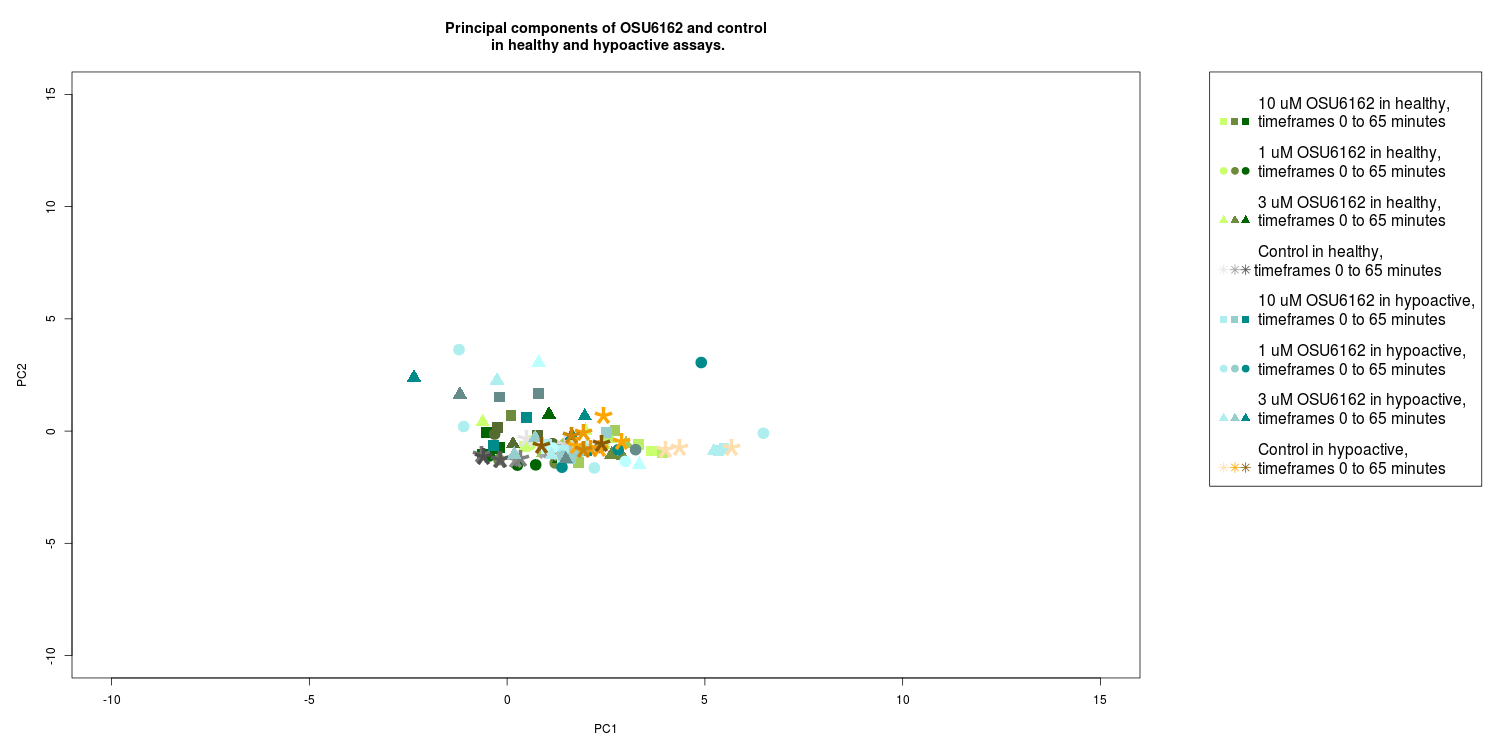 Principal components of OSU6162 and control
in healthy and hypoactive assays.
15
10
5
0
-5
-10
PC2
-10
-5
0
5
10
15
PC1
10 uM OSU6162 in healthy,
timeframes 0 to 65 minutes
1 uM OSU6162 in healthy,
timeframes 0 to 65 minutes
3 uM OSU6162 in healthy,
timeframes 0 to 65 minutes
Control in healthy,
timeframes 0 to 65 minutes
10 uM OSU6162 in hypoactive,
timeframes 0 to 65 minutes
1 uM OSU6162 in hypoactive,
timeframes 0 to 65 minutes
3 uM OSU6162 in hypoactive,
timeframes 0 to 65 minutes
Control in hypoactive,
timeframes 0 to 65 minutes